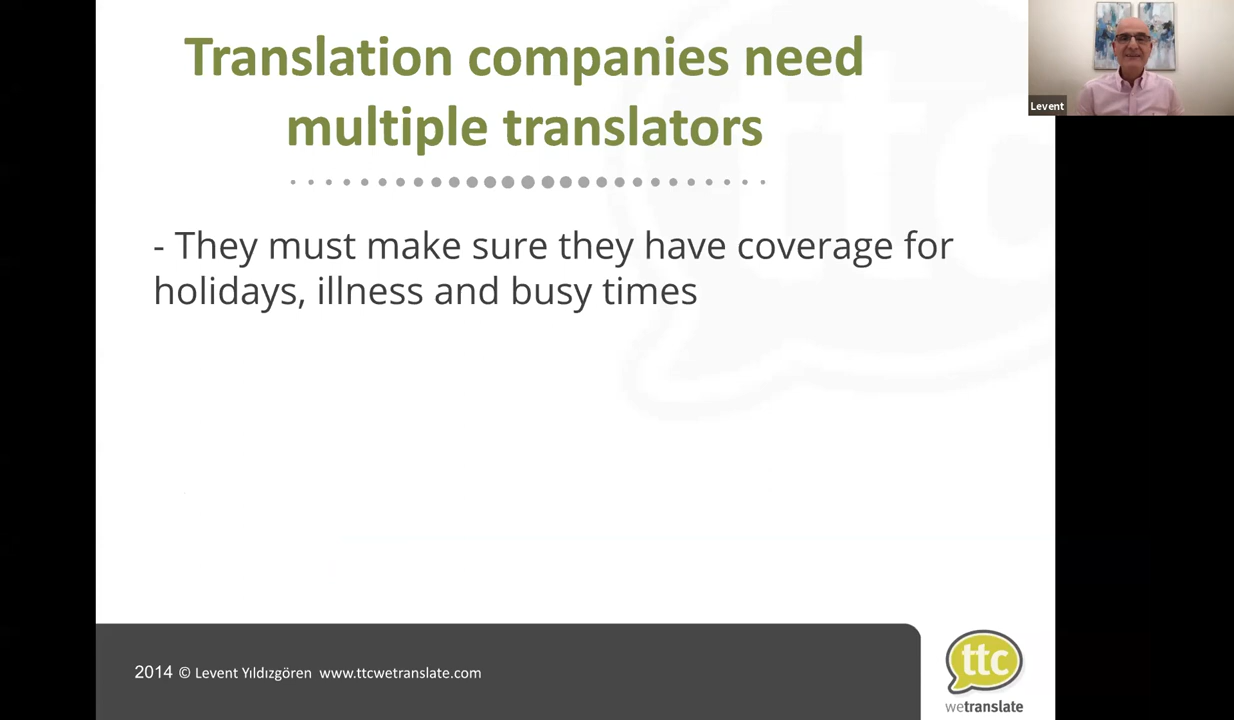 Translation companies need
multiple translators
- They must make sure they have coverage for
holidays, illness and busy times
Levent
2014 © Levent Yıldızgören www.ttcwetranslate.com
ttc
wetranslate